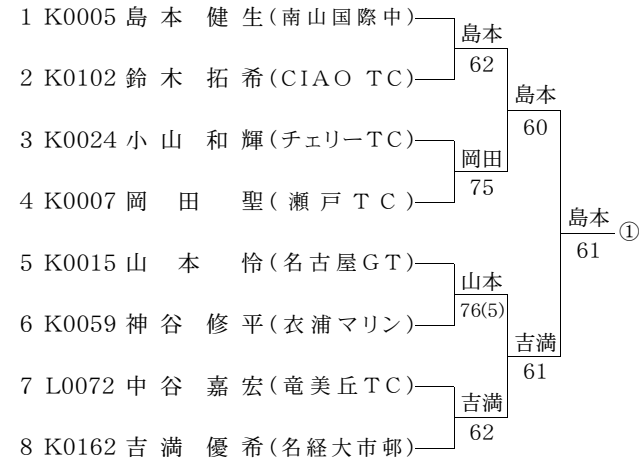 1 K0005 島本 健生(南山国際中)
島本
62
2 K0102 鈴木 拓希(CIAO TC)
島本
60
3 K0024 小山 和輝(チェリーTC)
岡田
75
4 K0007 岡田 聖(瀬戸TC)
島本
61
①
5 K0015 山本 怜(名古屋GT)
山本
76(5)
6 K0059 神谷 修平(衣浦マリン)
吉満
61
7 L0072 中谷 嘉宏(竜美丘TC)
吉満
62
8 K0162 吉満 優希(名経大市邨)